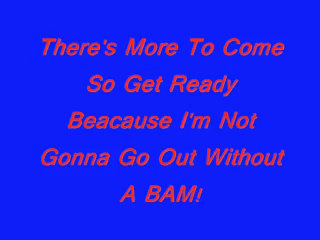 There's More To Come
So Get Ready
Beacause I'm Not
Gonna Go Out Without
A BAM!